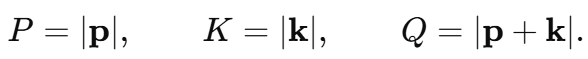 P = |𝐩|, K = |𝐤|, Q = |𝐩 + 𝐤|.